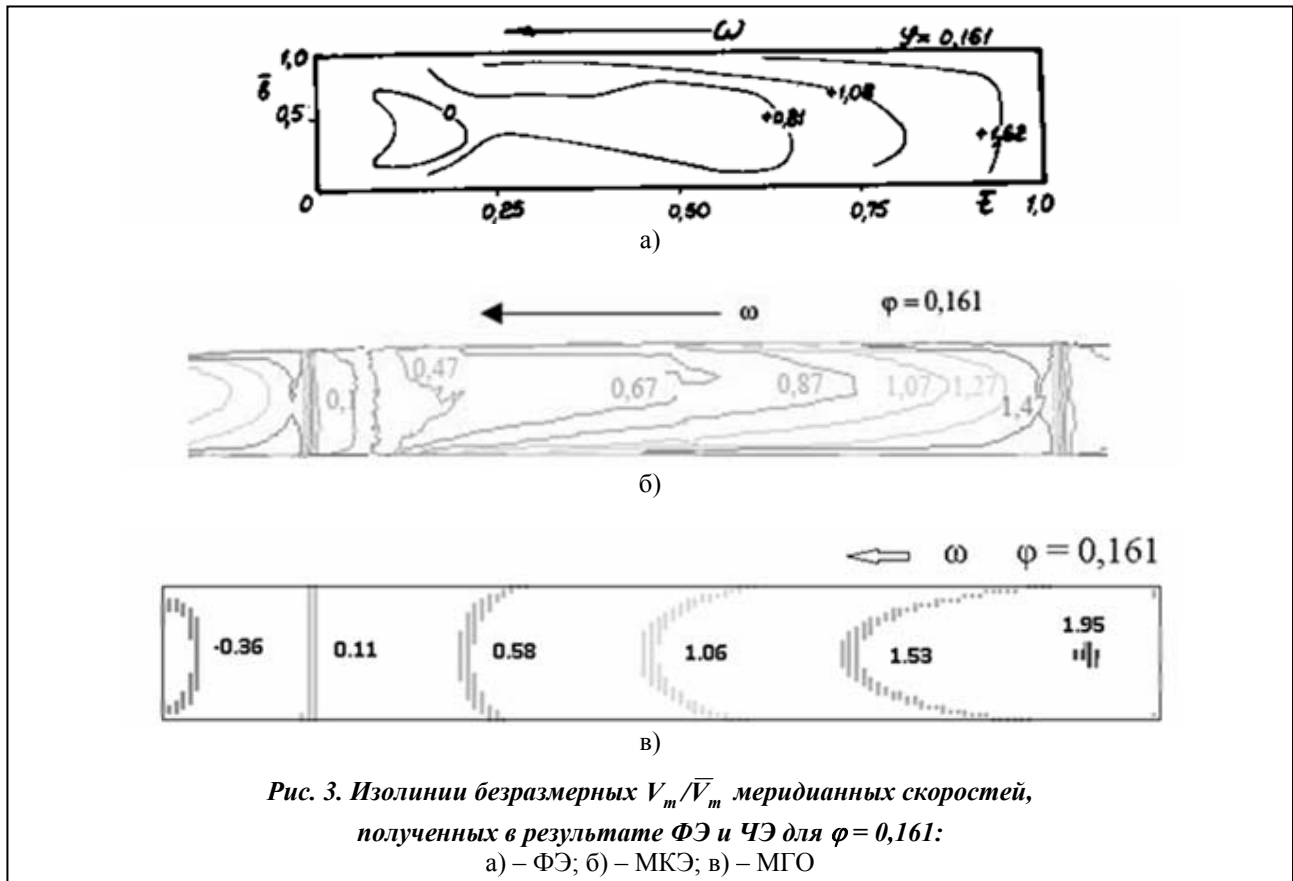 ω φ = 0,161
1,0
b̅
0,5
0 +0,81 +1,08 +1,62
0 0,25 0,50 0,75 t̅ 1,0
а)
ω φ = 0,161
0,1 0,47 0,67 0,87 1,07 1,27 1,4
б)
ω φ = 0,161
-0.36 0.11 0.58 1.06 1.53 1.95
в)
Рис. 3. Изолинии безразмерных Vₘ/V̅ₘ меридианных скоростей,
полученных в результате ФЭ и ЧЭ для φ = 0,161:
а) – ФЭ; б) – МКЭ; в) – МГО